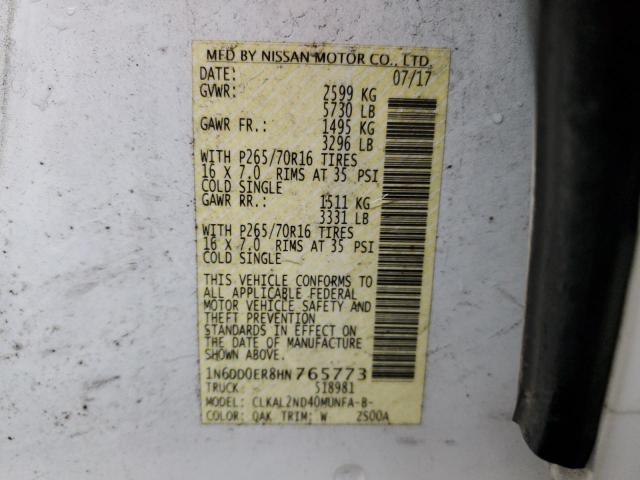 MFD BY NISSAN MOTOR CO., LTD.
DATE: 07/17
GVWR: 2599 KG
5730 LB
GAWR FR.: 1495 KG
3296 LB
WITH P265/70R16 TIRES
16 X 7.0 RIMS AT 35 PSI
COLD SINGLE
GAWR RR.: 1511 KG
3331 LB
WITH P265/70R16 TIRES
16 X 7.0 RIMS AT 35 PSI
COLD SINGLE
THIS VEHICLE CONFORMS TO
ALL APPLICABLE FEDERAL
MOTOR VEHICLE SAFETY AND
THEFT PREVENTION
STANDARDS IN EFFECT ON
THE DATE OF MANUFACTURE
SHOWN ABOVE.
1N6DD0ER8HN765773
TRUCK 518981
MODEL: CLKAL2ND40MUNFA-B-
COLOR: QAK TRIM: W ZS00A